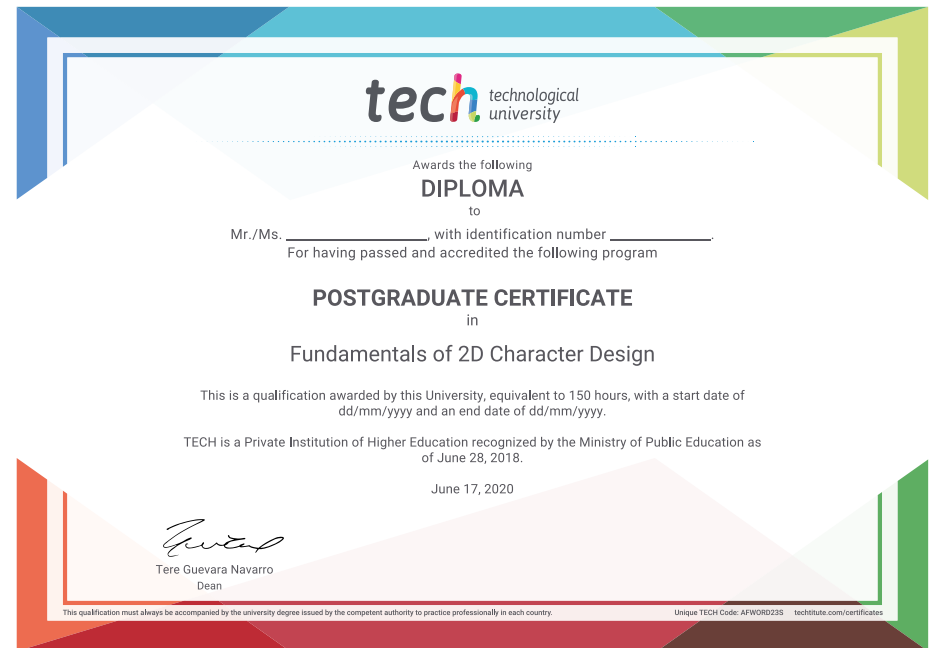 tech technological
university
Awards the following
DIPLOMA
to
Mr./Ms. ____________________, with identification number ______________.
For having passed and accredited the following program
POSTGRADUATE CERTIFICATE
in
Fundamentals of 2D Character Design
This is a qualification awarded by this University, equivalent to 150 hours, with a start date of
dd/mm/yyyy and an end date of dd/mm/yyyy.
TECH is a Private Institution of Higher Education recognized by the Ministry of Public Education as
of June 28, 2018.
June 17, 2020
Tere Guevara Navarro
Dean
This qualification must always be accompanied by the university degree issued by the competent authority to practice professionally in each country. Unique TECH Code: AFWORD23S techtitute.com/certificates